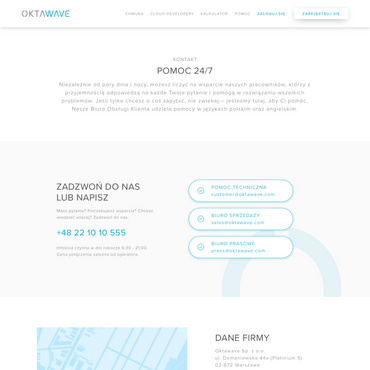 OKTAWAVE
CHMURA
CLOUD DEVELOPERS
KALKULATOR
POMOC
ZALOGUJ SIĘ
ZAREJESTRUJ SIĘ
KONTAKT
POMOC 24/7
Niezależnie od pory dnia i nocy, możesz liczyć na wsparcie naszych pracowników, którzy z
przyjemnością odpowiedzą na każde Twoje pytanie i pomogą w rozwiązaniu wszelkich
problemów. Jeśli tylko chcesz o coś zapytać, nie zwlekaj – jesteśmy tutaj, aby Ci pomóc.
Nasze Biuro Obsługi Klienta udziela pomocy w językach polskim oraz angielskim.
ZADZWOŃ DO NAS
LUB NAPISZ
Masz pytanie? Potrzebujesz wsparcia? Chcesz
wiedzieć więcej? Zadzwoń do nas
+48 22 10 10 555
Infolinia czynna w dni robocze 8:30 - 21:00.
Cena połączenia zależna od operatora.
POMOC TECHNICZNA
customer@oktawave.com
BIURO SPRZEDAŻY
sales@oktawave.com
BIURO PRASOWE
press@oktawave.com
DANE FIRMY
Oktawave Sp. z o.o.
ul. Domaniewska 44a (Platinium 5)
02-672 Warszawa